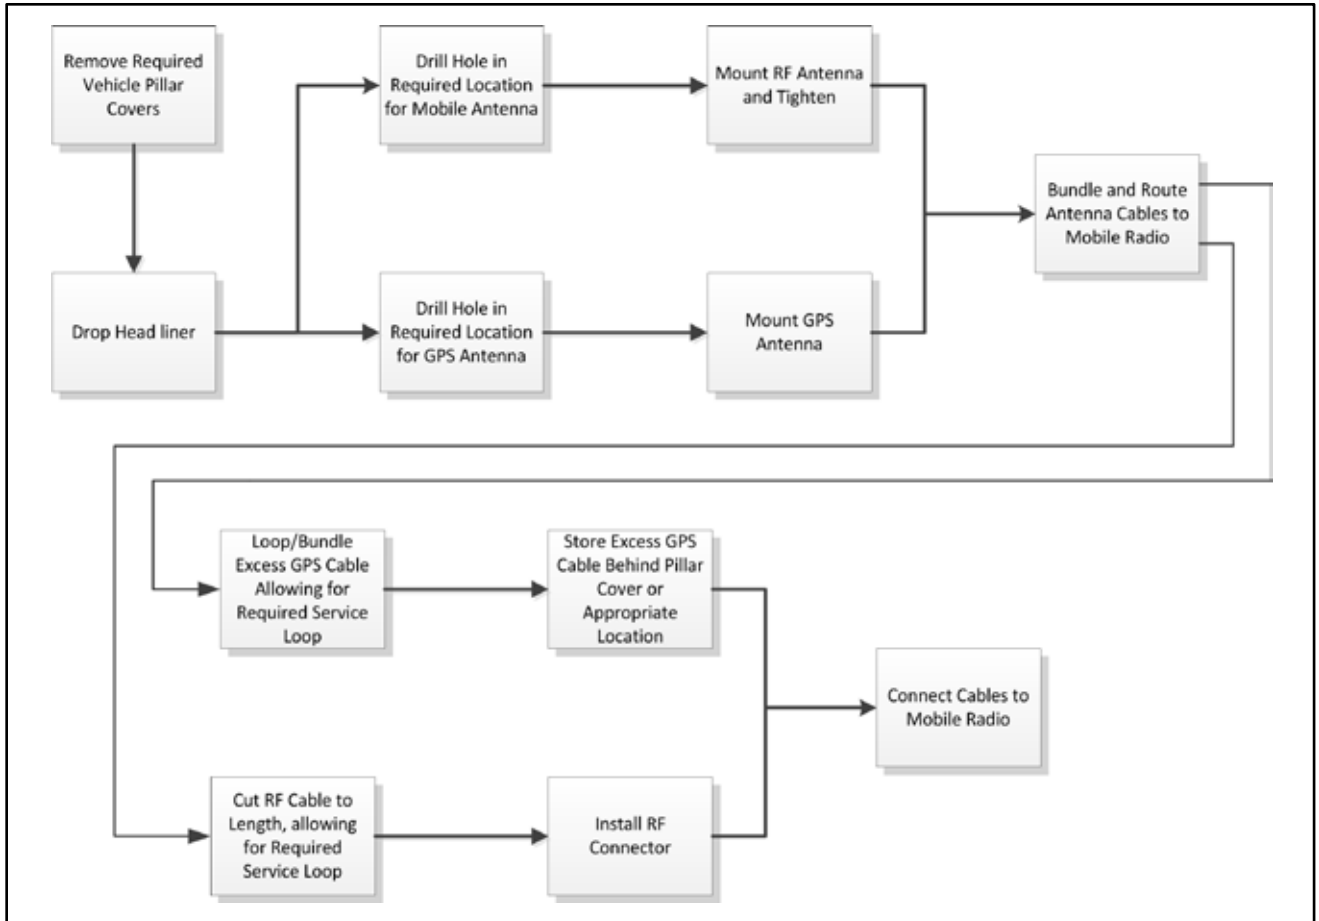 Remove Required
Vehicle Pillar
Covers
Drill Hole in
Required Location
for Mobile Antenna
Mount RF Antenna
and Tighten
Bundle and Route
Antenna Cables to
Mobile Radio
Drop Head liner
Drill Hole in
Required Location
for GPS Antenna
Mount GPS
Antenna
Loop/Bundle
Excess GPS Cable
Allowing for
Required Service
Loop
Store Excess GPS
Cable Behind Pillar
Cover or
Appropriate
Location
Connect Cables to
Mobile Radio
Cut RF Cable to
Length, allowing
for Required
Service Loop
Install RF
Connector